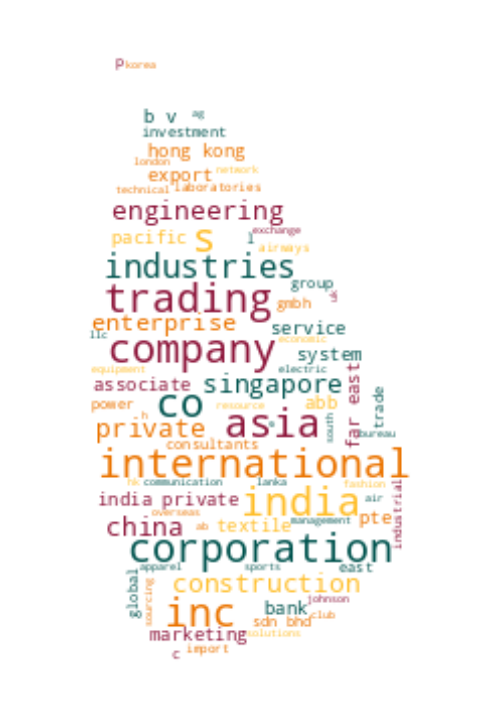 p korea
b v ag
investment
hong kong
london
export network
technical laboratories
engineering
exchange
pacific s l
airways
industries
group
trading gmbh uk
enterprise service
llc
company economic
system
equipment electric
associate singapore
power co resource abb
h
private asia south far east trade
bureau
consultants
international
hk communication lanka fashion
india private india air
overseas
china ab textile management pte industrial
corporation
apparel sports east
global sourcing construction
inc bank johnson
sdn bhd club
marketing solutions
c import